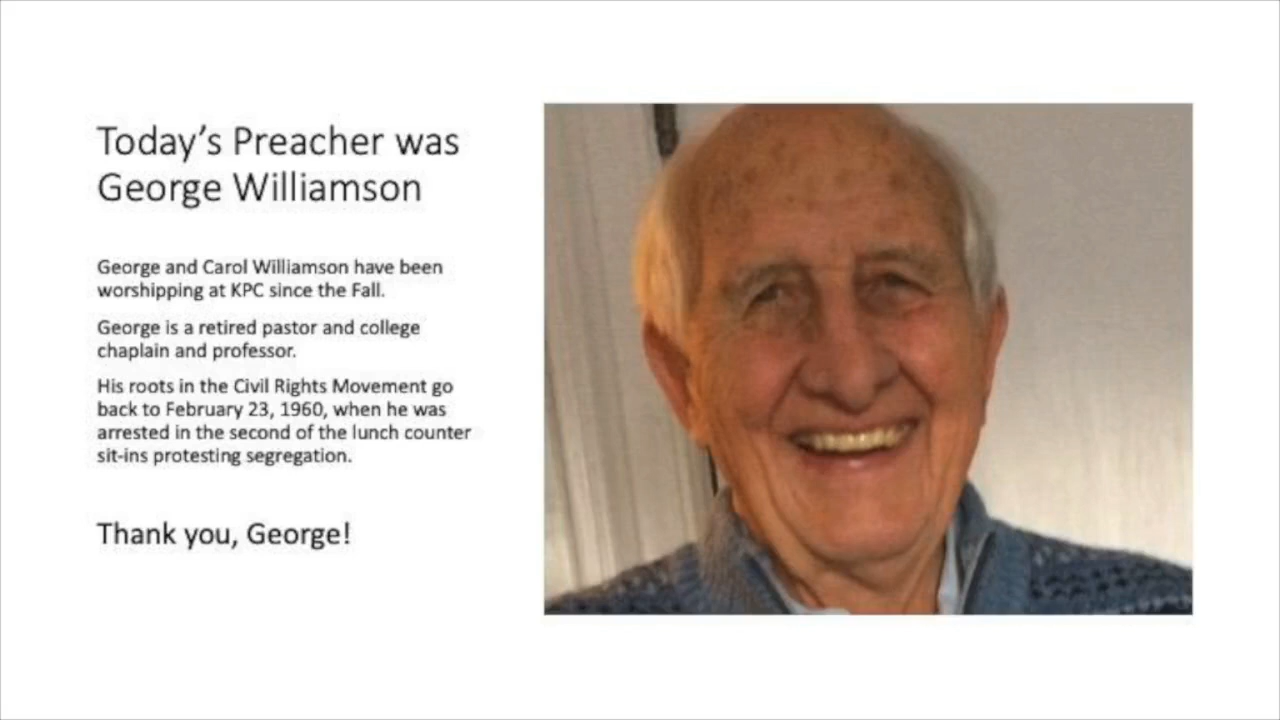 Today’s Preacher was
George Williamson
George and Carol Williamson have been
worshipping at KPC since the Fall.
George is a retired pastor and college
chaplain and professor.
His roots in the Civil Rights Movement go
back to February 23, 1960, when he was
arrested in the second of the lunch counter
sit-ins protesting segregation.
Thank you, George!